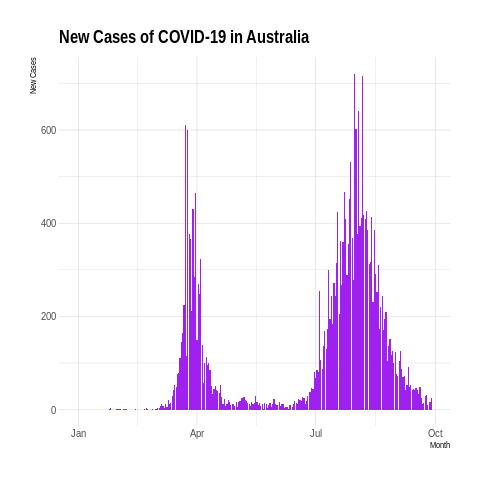 New Cases of COVID-19 in Australia
New Cases
600
400
200
0
Jan Apr Jul Oct
Month